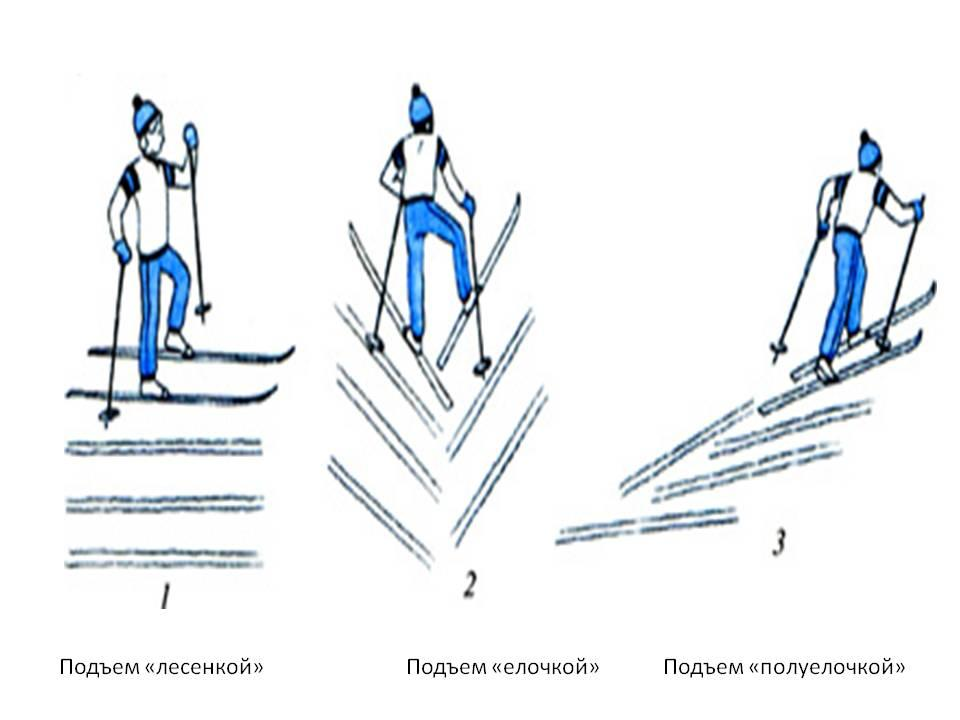 1
2
3
Подъем «лесенкой»
Подъем «елочкой»
Подъем «полуелочкой»